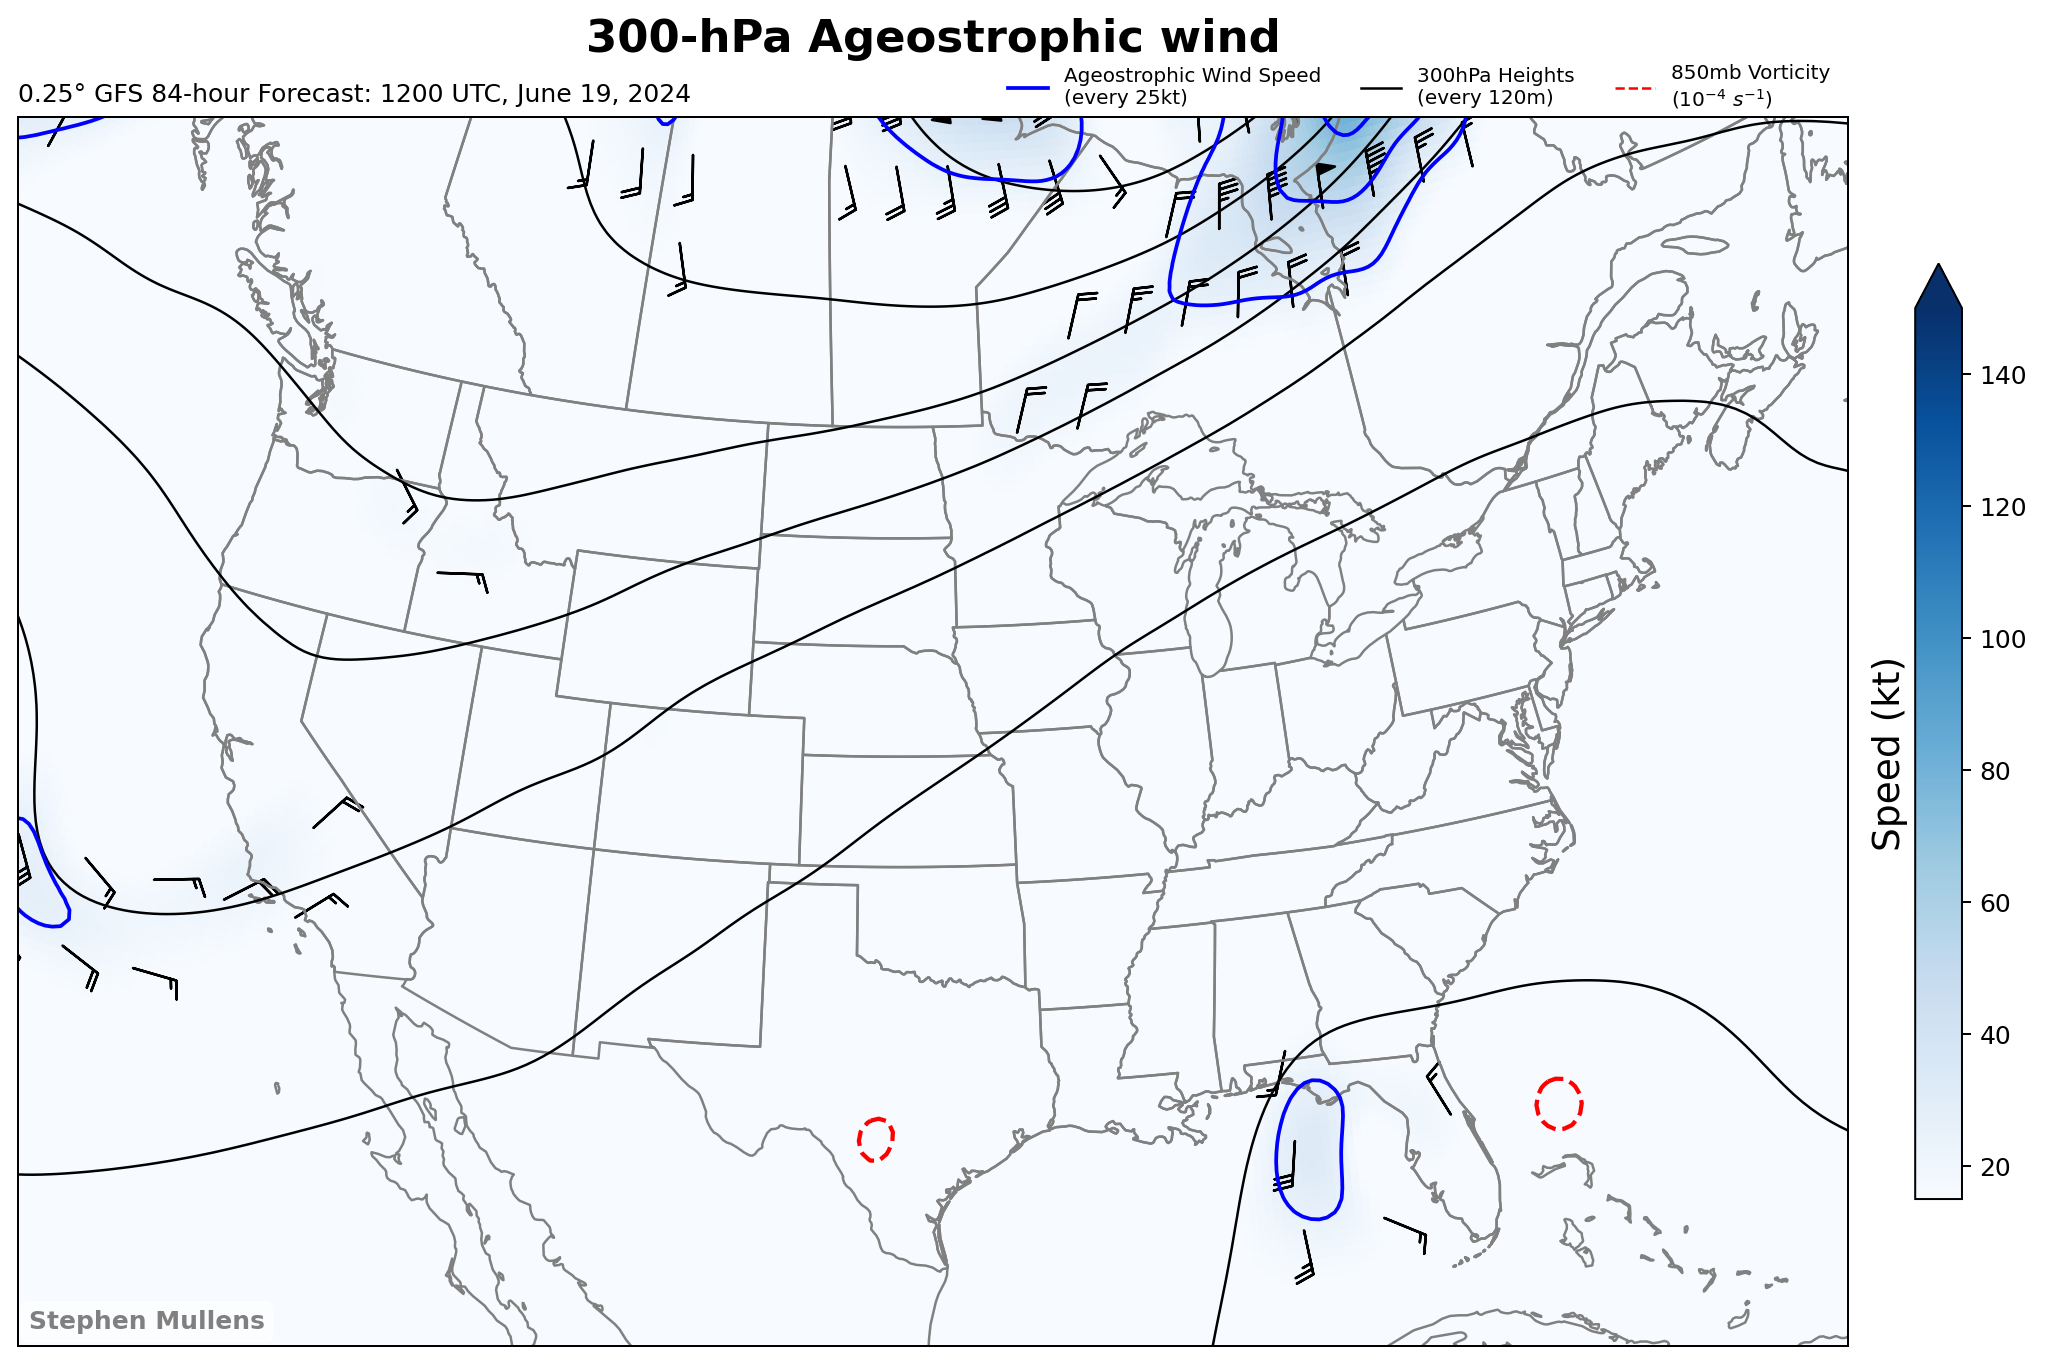 300-hPa Ageostrophic wind
0.25° GFS 84-hour Forecast: 1200 UTC, June 19, 2024
Ageostrophic Wind Speed
(every 25kt)
300hPa Heights
(every 120m)
850mb Vorticity
(10⁻⁴ s⁻¹)
140
120
100
80
60
40
20
Speed (kt)
Stephen Mullens